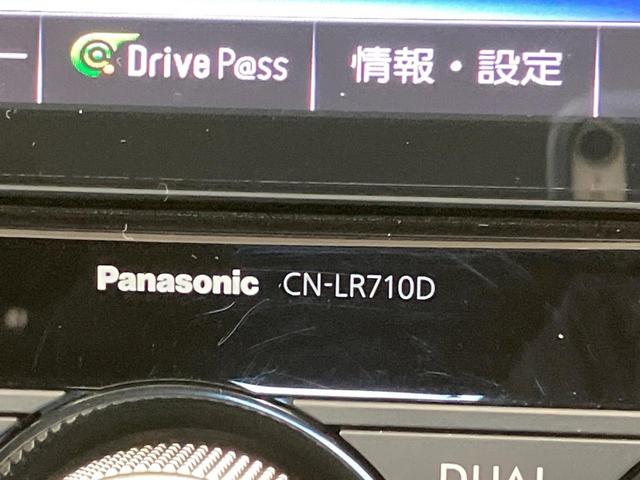 Drive P@ss 情報・設定
Panasonic CN-LR710D
DUAL